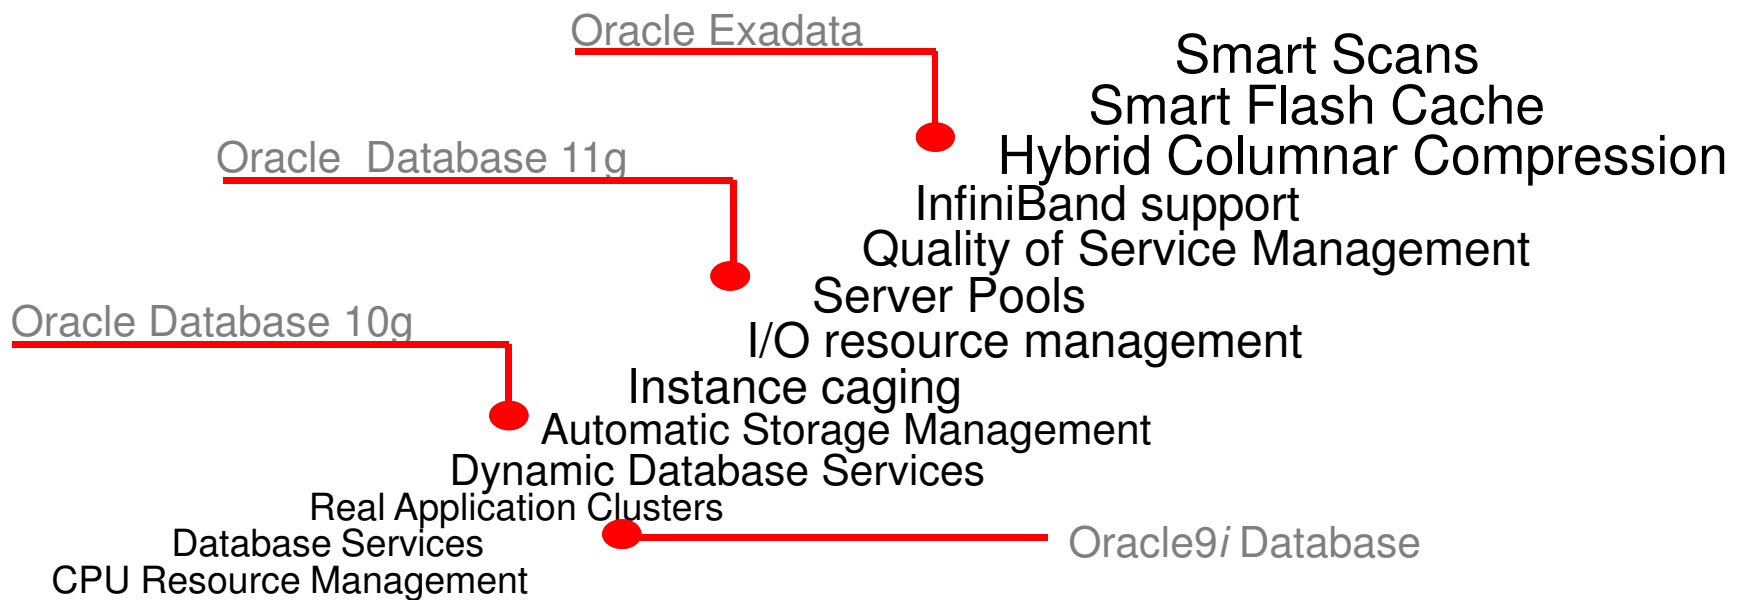 Oracle Exadata
Smart Scans
Smart Flash Cache
Hybrid Columnar Compression
Oracle Database 11g
InfiniBand support
Quality of Service Management
Server Pools
Oracle Database 10g
I/O resource management
Instance caging
Automatic Storage Management
Dynamic Database Services
Real Application Clusters
Database Services
Oracle9i Database
CPU Resource Management